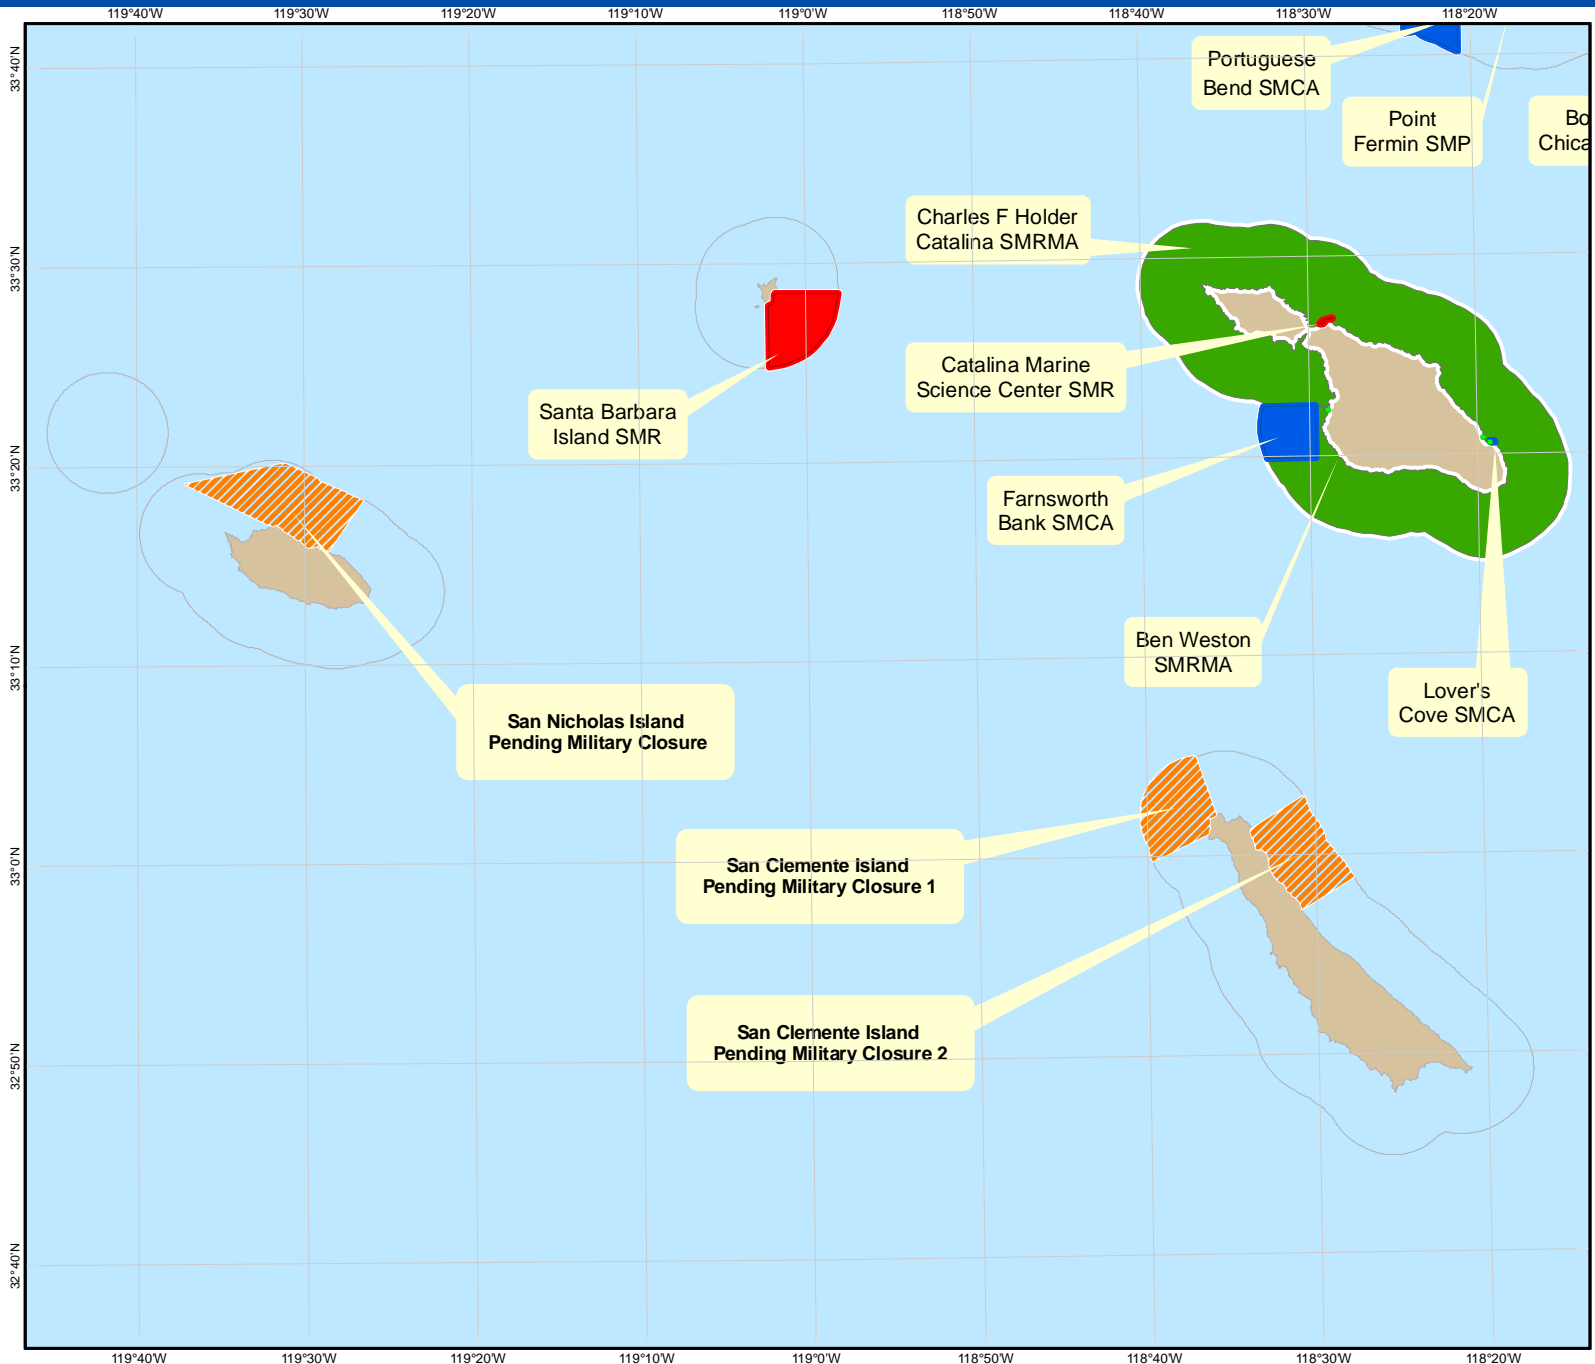 119°40'W 119°30'W 119°20'W 119°10'W 119°0'W 118°50'W 118°40'W 118°30'W 118°20'W
33°40'N
33°30'N
33°20'N
33°10'N
33°0'N
32°50'N
32°40'N
Portuguese
Bend SMCA
Point
Fermin SMP
Bo
Chica
Charles F Holder
Catalina SMRMA
Catalina Marine
Science Center SMR
Santa Barbara
Island SMR
Farnsworth
Bank SMCA
Ben Weston
SMRMA
Lover's
Cove SMCA
San Nicholas Island
Pending Military Closure
San Clemente Island
Pending Military Closure 1
San Clemente Island
Pending Military Closure 2
119°40'W 119°30'W 119°20'W 119°10'W 119°0'W 118°50'W 118°40'W 118°30'W 118°20'W